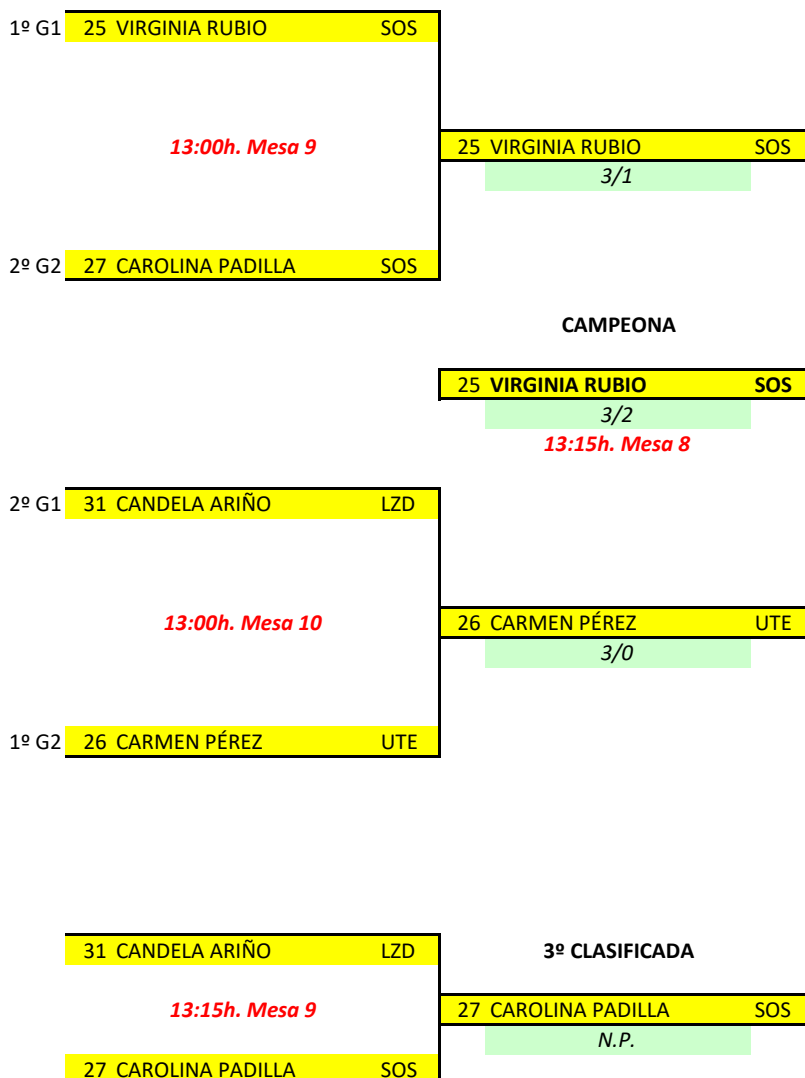 1º G1 25 VIRGINIA RUBIO SOS
13:00h. Mesa 9
25 VIRGINIA RUBIO SOS
3/1
2º G2 27 CAROLINA PADILLA SOS
CAMPEONA
25 VIRGINIA RUBIO SOS
3/2
13:15h. Mesa 8
2º G1 31 CANDELA ARIÑO LZD
13:00h. Mesa 10
26 CARMEN PÉREZ UTE
3/0
1º G2 26 CARMEN PÉREZ UTE
31 CANDELA ARIÑO LZD
3º CLASIFICADA
13:15h. Mesa 9
27 CAROLINA PADILLA SOS
N.P.
27 CAROLINA PADILLA SOS